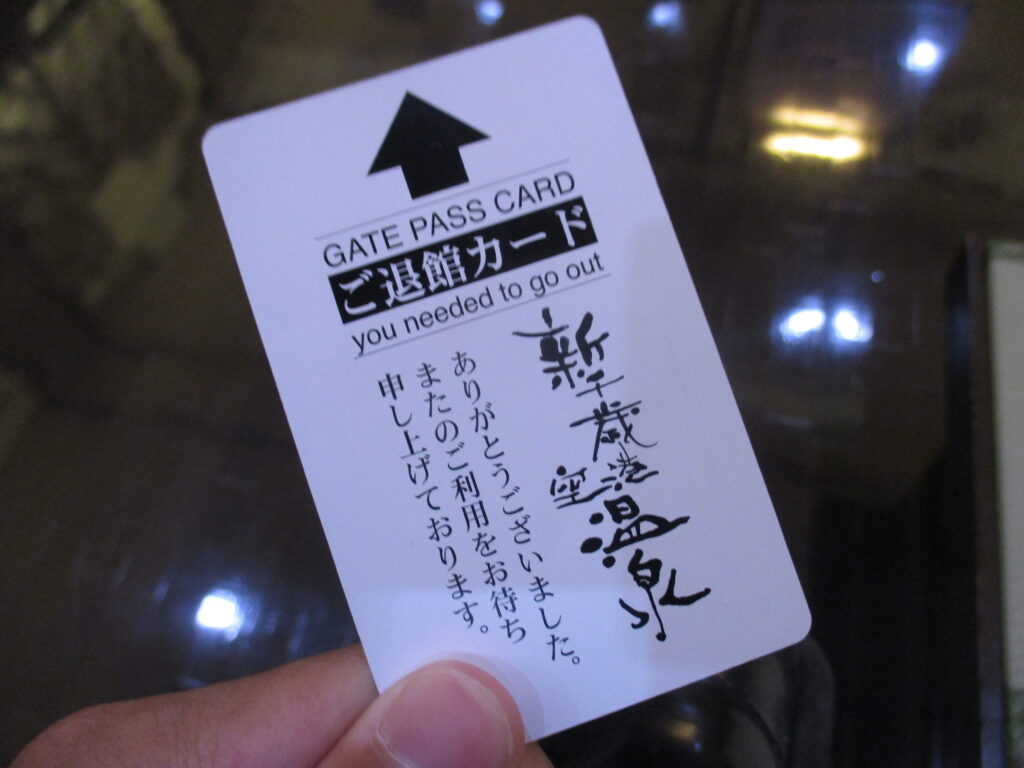 GATE PASS CARD
ご退館カード
you needed to go out
新千歳空港温泉
ありがとうございました。
またのご利用をお待ち
申し上げております。